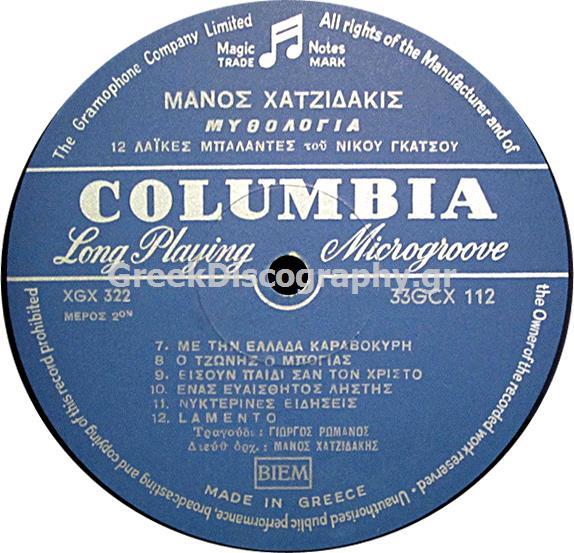 The Gramophone Company Limited
All rights of the Manufacturer and of
the Owner of the recorded work reserved · Unauthorised public performance, broadcasting and copying of this record prohibited
Magic Notes
TRADE MARK
ΜΑΝΟΣ ΧΑΤΖΙΔΑΚΙΣ
ΜΥΘΟΛΟΓΙΑ
12 ΛΑΪΚΕΣ ΜΠΑΛΑΝΤΕΣ τοῦ ΝΙΚΟΥ ΓΚΑΤΣΟΥ
COLUMBIA
Long Playing Microgroove
GreekDiscography.gr
XGX 322 33GCX 112
ΜΕΡΟΣ 2ΟΝ
7. ΜΕ ΤΗΝ ΕΛΛΑΔΑ ΚΑΡΑΒΟΚΥΡΗ
8 Ο ΤΖΩΝΗΣ Ο ΜΠΟΓΙΑΣ
9. ΕΙΣΟΥΝ ΠΑΙΔΙ ΣΑΝ ΤΟΝ ΧΡΙΣΤΟ
10. ΕΝΑΣ ΕΥΑΙΣΘΗΤΟΣ ΛΗΣΤΗΣ
11. ΝΥΚΤΕΡΙΝΕΣ ΕΙΔΗΣΕΙΣ
12. LAMENTO
Τραγούδι : ΓΙΩΡΓΟΣ ΡΩΜΑΝΟΣ
Διεύθ ὀρχ. : ΜΑΝΟΣ ΧΑΤΖΙΔΑΚΗΣ
BIEM
MADE IN GREECE